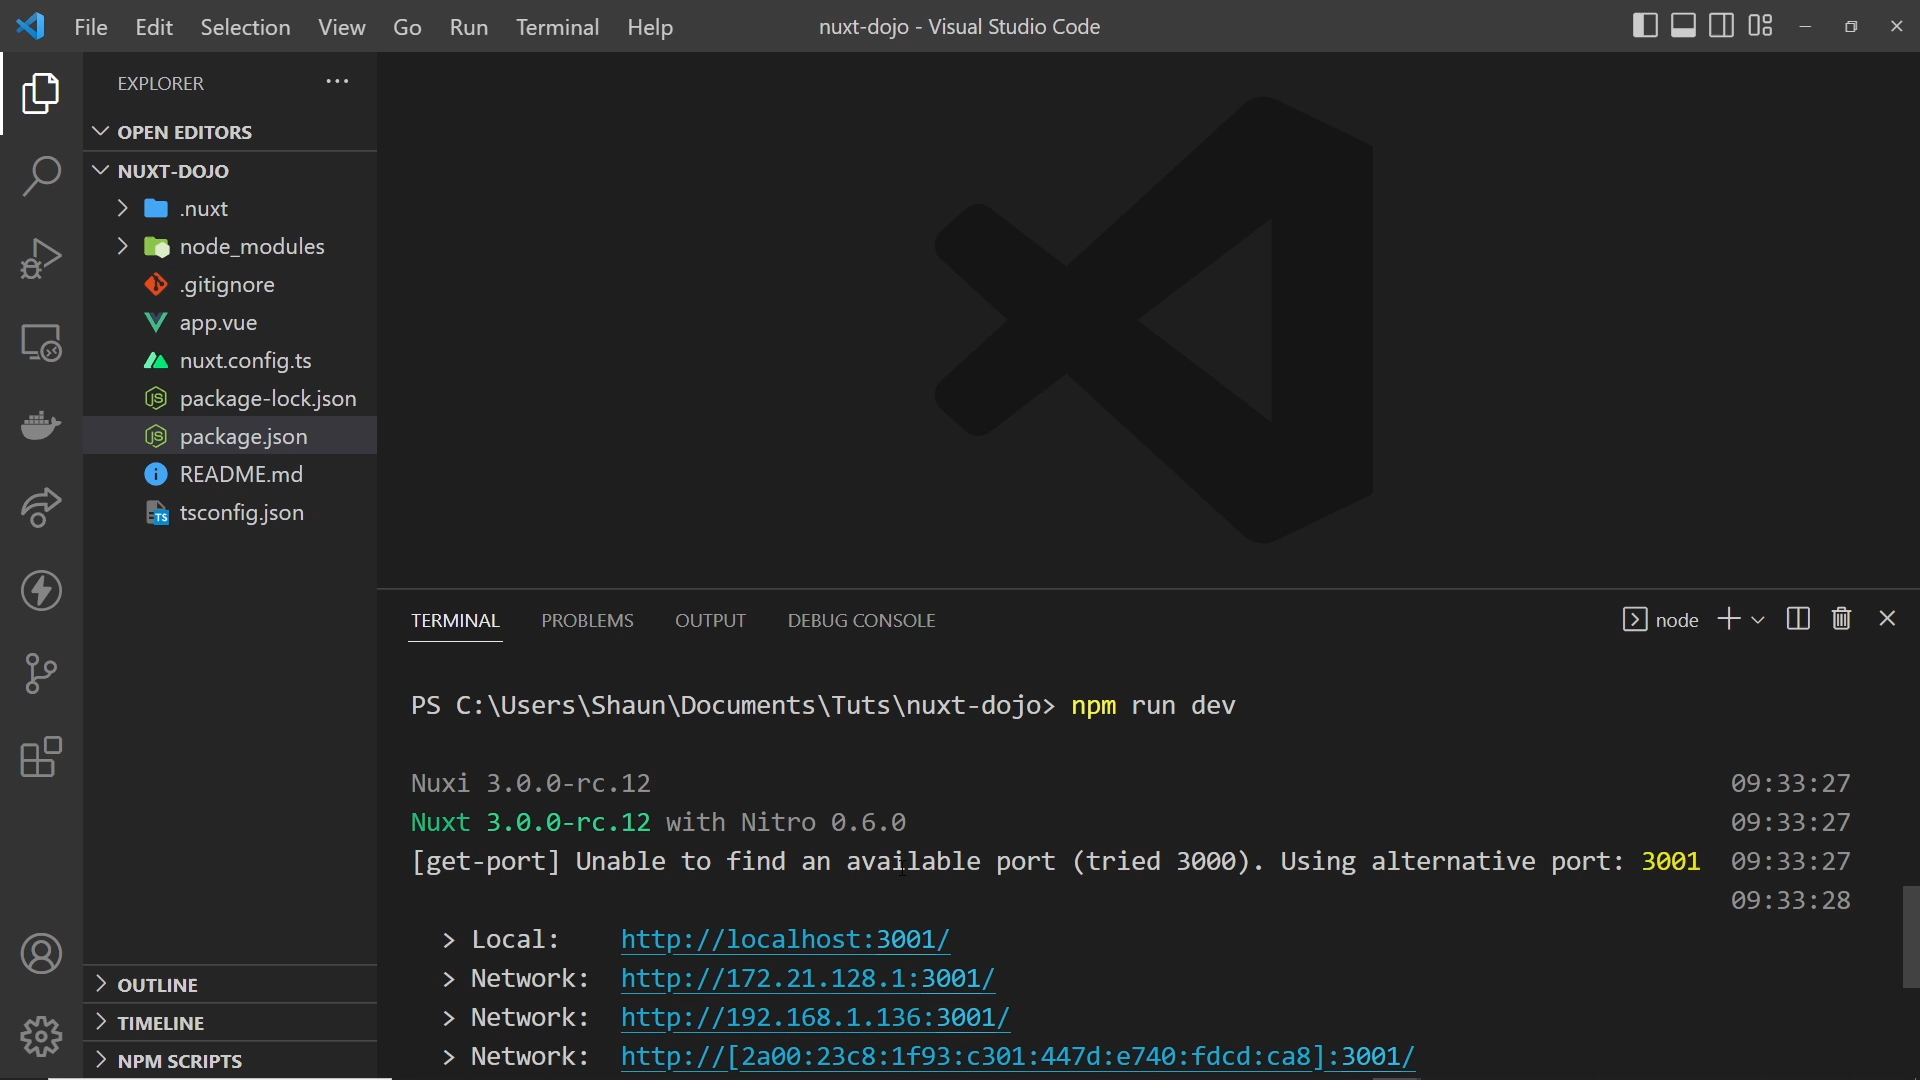 File Edit Selection View Go Run Terminal Help nuxt-dojo - Visual Studio Code
EXPLORER
OPEN EDITORS
NUXT-DOJO
.nuxt
node_modules
.gitignore
app.vue
nuxt.config.ts
package-lock.json
package.json
README.md
tsconfig.json
OUTLINE
TIMELINE
NPM SCRIPTS
TERMINAL PROBLEMS OUTPUT DEBUG CONSOLE node
PS C:\Users\Shaun\Documents\Tuts\nuxt-dojo> npm run dev
Nuxi 3.0.0-rc.12 09:33:27
Nuxt 3.0.0-rc.12 with Nitro 0.6.0 09:33:27
[get-port] Unable to find an available port (tried 3000). Using alternative port: 3001 09:33:27
09:33:28
> Local: http://localhost:3001/
> Network: http://172.21.128.1:3001/
> Network: http://192.168.1.136:3001/
> Network: http://[2a00:23c8:1f93:c301:447d:e740:fdcd:ca8]:3001/